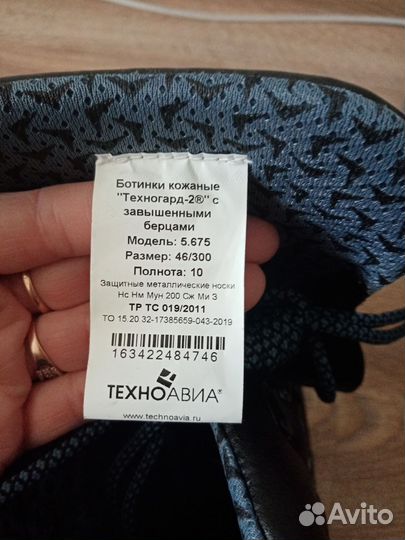 Ботинки кожаные
"Техногард-2®" с
завышенными
берцами
Модель: 5.675
Размер: 46/300
Полнота: 10
Защитные металлические носки
Нс Нм Мун 200 Сж Ми З
ТР ТС 019/2011
ТО 15.20.32-17385659-043-2019
163422484746
ТЕХНОАВИА®
www.technoavia.ru
Avito